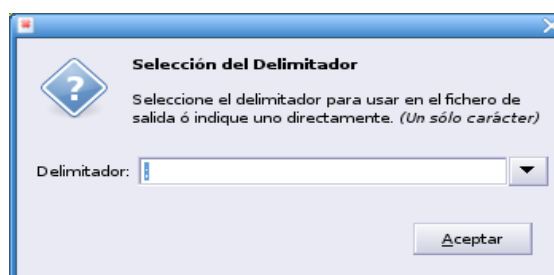 Selección del Delimitador
Seleccione el delimitador para usar en el fichero de
salida ó indique uno directamente. (Un sólo carácter)
Delimitador:
Aceptar